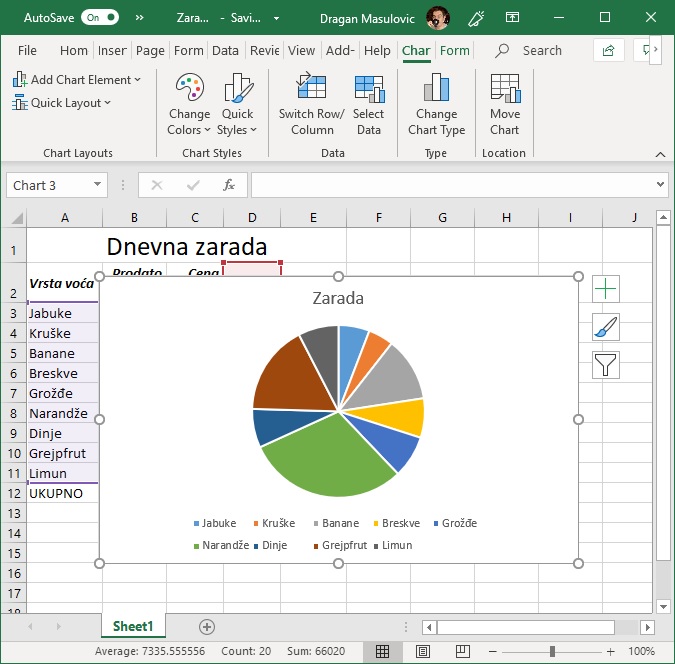 AutoSave On Zara... - Savi... Dragan Masulovic
File Hom Inser Page Form Data Revie View Add- Help Char Form Search
Add Chart Element
Quick Layout
Change Colors
Quick Styles
Switch Row/ Column
Select Data
Change Chart Type
Move Chart
Chart Layouts Chart Styles Data Type Location
Chart 3 fx
A B C D E F G H I J
1 Dnevna zarada
2 Vrsta voća Prodato Cena
3 Jabuke
4 Kruške
5 Banane
6 Breskve
7 Grožđe
8 Narandže
9 Dinje
10 Grejpfrut
11 Limun
12 UKUPNO
13
14
15
16
17
18
Zarada
Jabuke Kruške Banane Breskve Grožđe
Narandže Dinje Grejpfrut Limun
Sheet1
Average: 7335.555556 Count: 20 Sum: 66020 100%